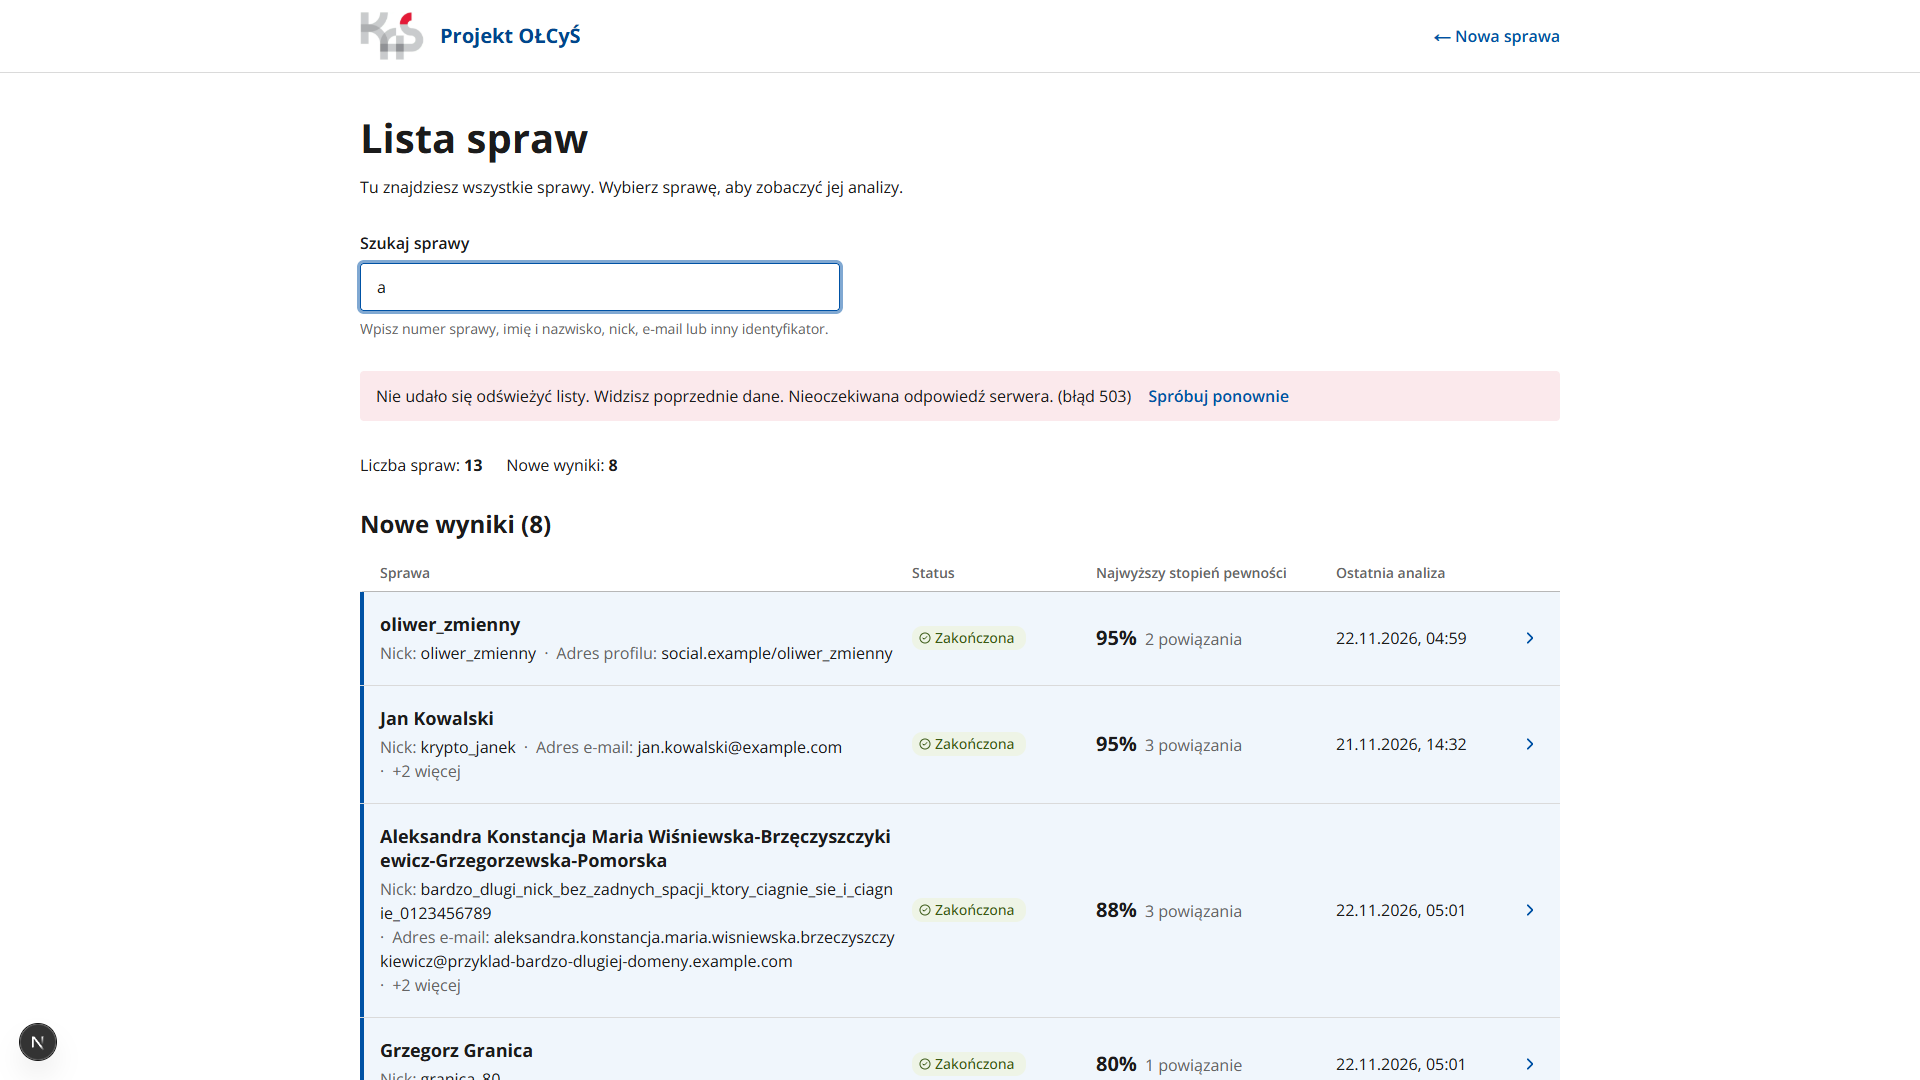 Projekt OŁCyŚ
← Nowa sprawa
Lista spraw
Tu znajdziesz wszystkie sprawy. Wybierz sprawę, aby zobaczyć jej analizy.
Szukaj sprawy
a
Wpisz numer sprawy, imię i nazwisko, nick, e-mail lub inny identyfikator.
Nie udało się odświeżyć listy. Widzisz poprzednie dane. Nieoczekiwana odpowiedź serwera. (błąd 503) Spróbuj ponownie
Liczba spraw: 13 Nowe wyniki: 8
Nowe wyniki (8)
Sprawa Status Najwyższy stopień pewności Ostatnia analiza
oliwer_zmienny
Nick: oliwer_zmienny · Adres profilu: social.example/oliwer_zmienny
Zakończona 95% 2 powiązania 22.11.2026, 04:59
Jan Kowalski
Nick: krypto_janek · Adres e-mail: jan.kowalski@example.com
· +2 więcej
Zakończona 95% 3 powiązania 21.11.2026, 14:32
Aleksandra Konstancja Maria Wiśniewska-Brzęczyszczyki
ewicz-Grzegorzewska-Pomorska
Nick: bardzo_dlugi_nick_bez_zadnych_spacji_ktory_ciagnie_sie_i_ciagn
ie_0123456789
· Adres e-mail: aleksandra.konstancja.maria.wisniewska.brzeczyszczy
kiewicz@przyklad-bardzo-dlugiej-domeny.example.com
· +2 więcej
Zakończona 88% 3 powiązania 22.11.2026, 05:01
Grzegorz Granica
Nick: granica_80
Zakończona 80% 1 powiązanie 22.11.2026, 05:01
N